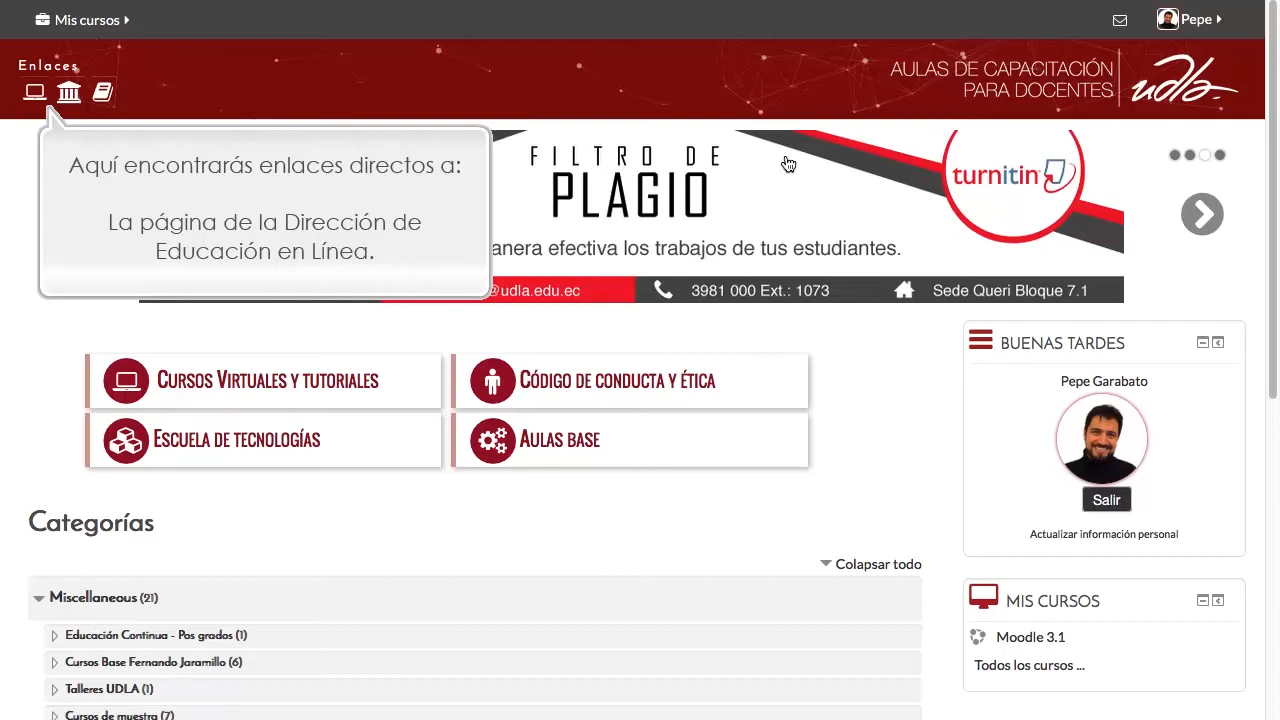 Mis cursos
Pepe
Enlaces
AULAS DE CAPACITACIÓN
PARA DOCENTES
udla
Aquí encontrarás enlaces directos a:
La página de la Dirección de
Educación en Línea.
FILTRO DE
PLAGIO
turnitin
anera efectiva los trabajos de tus estudiantes.
@udla.edu.ec
3981 000 Ext.: 1073
Sede Queri Bloque 7.1
CURSOS VIRTUALES Y TUTORIALES
CÓDIGO DE CONDUCTA Y ÉTICA
ESCUELA DE TECNOLOGÍAS
AULAS BASE
BUENAS TARDES
Pepe Garabato
Salir
Actualizar información personal
Categorías
Colapsar todo
Miscellaneous (21)
Educación Continua - Pos grados (1)
Cursos Base Fernando Jaramillo (6)
Talleres UDLA (1)
Cursos de muestra (7)
MIS CURSOS
Moodle 3.1
Todos los cursos ...